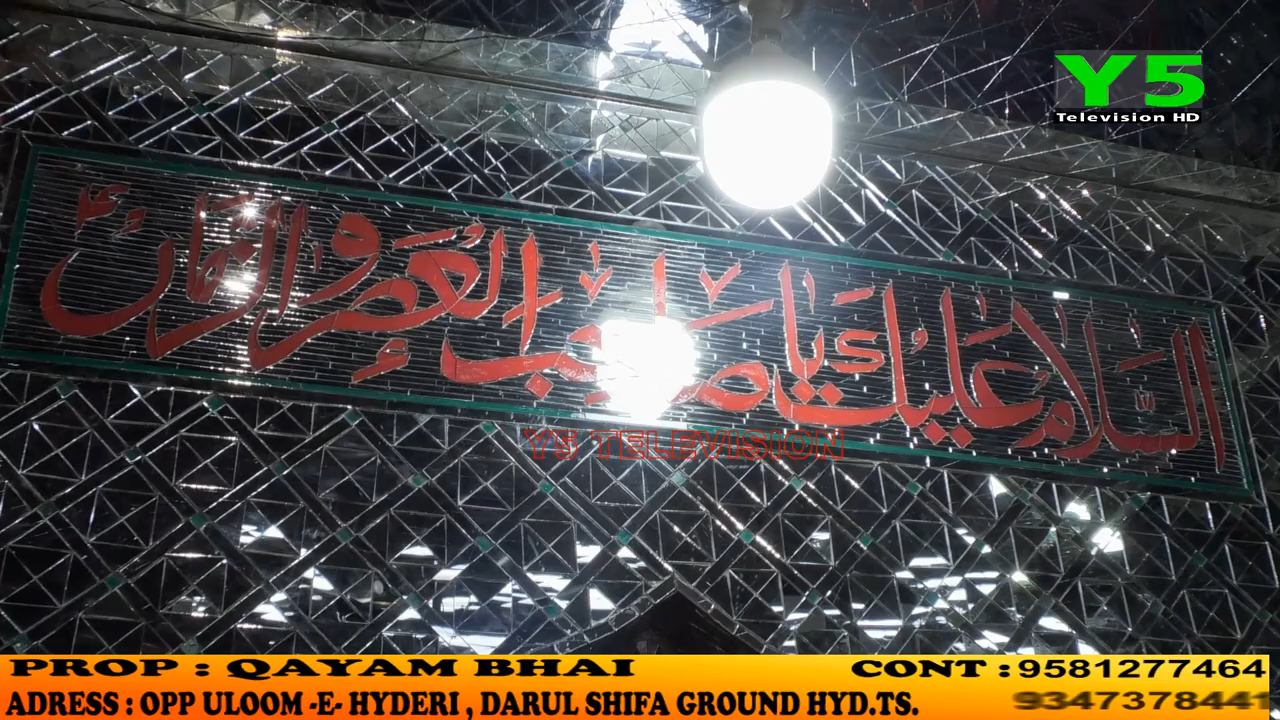 Y5
Television HD
السلام علیک یا صاحب العصر والزمان
Y5 TELEVISION
PROP : QAYAM BHAI
CONT : 9581277464
ADRESS : OPP ULOOM -E- HYDERI , DARUL SHIFA GROUND HYD.TS.
9347378441